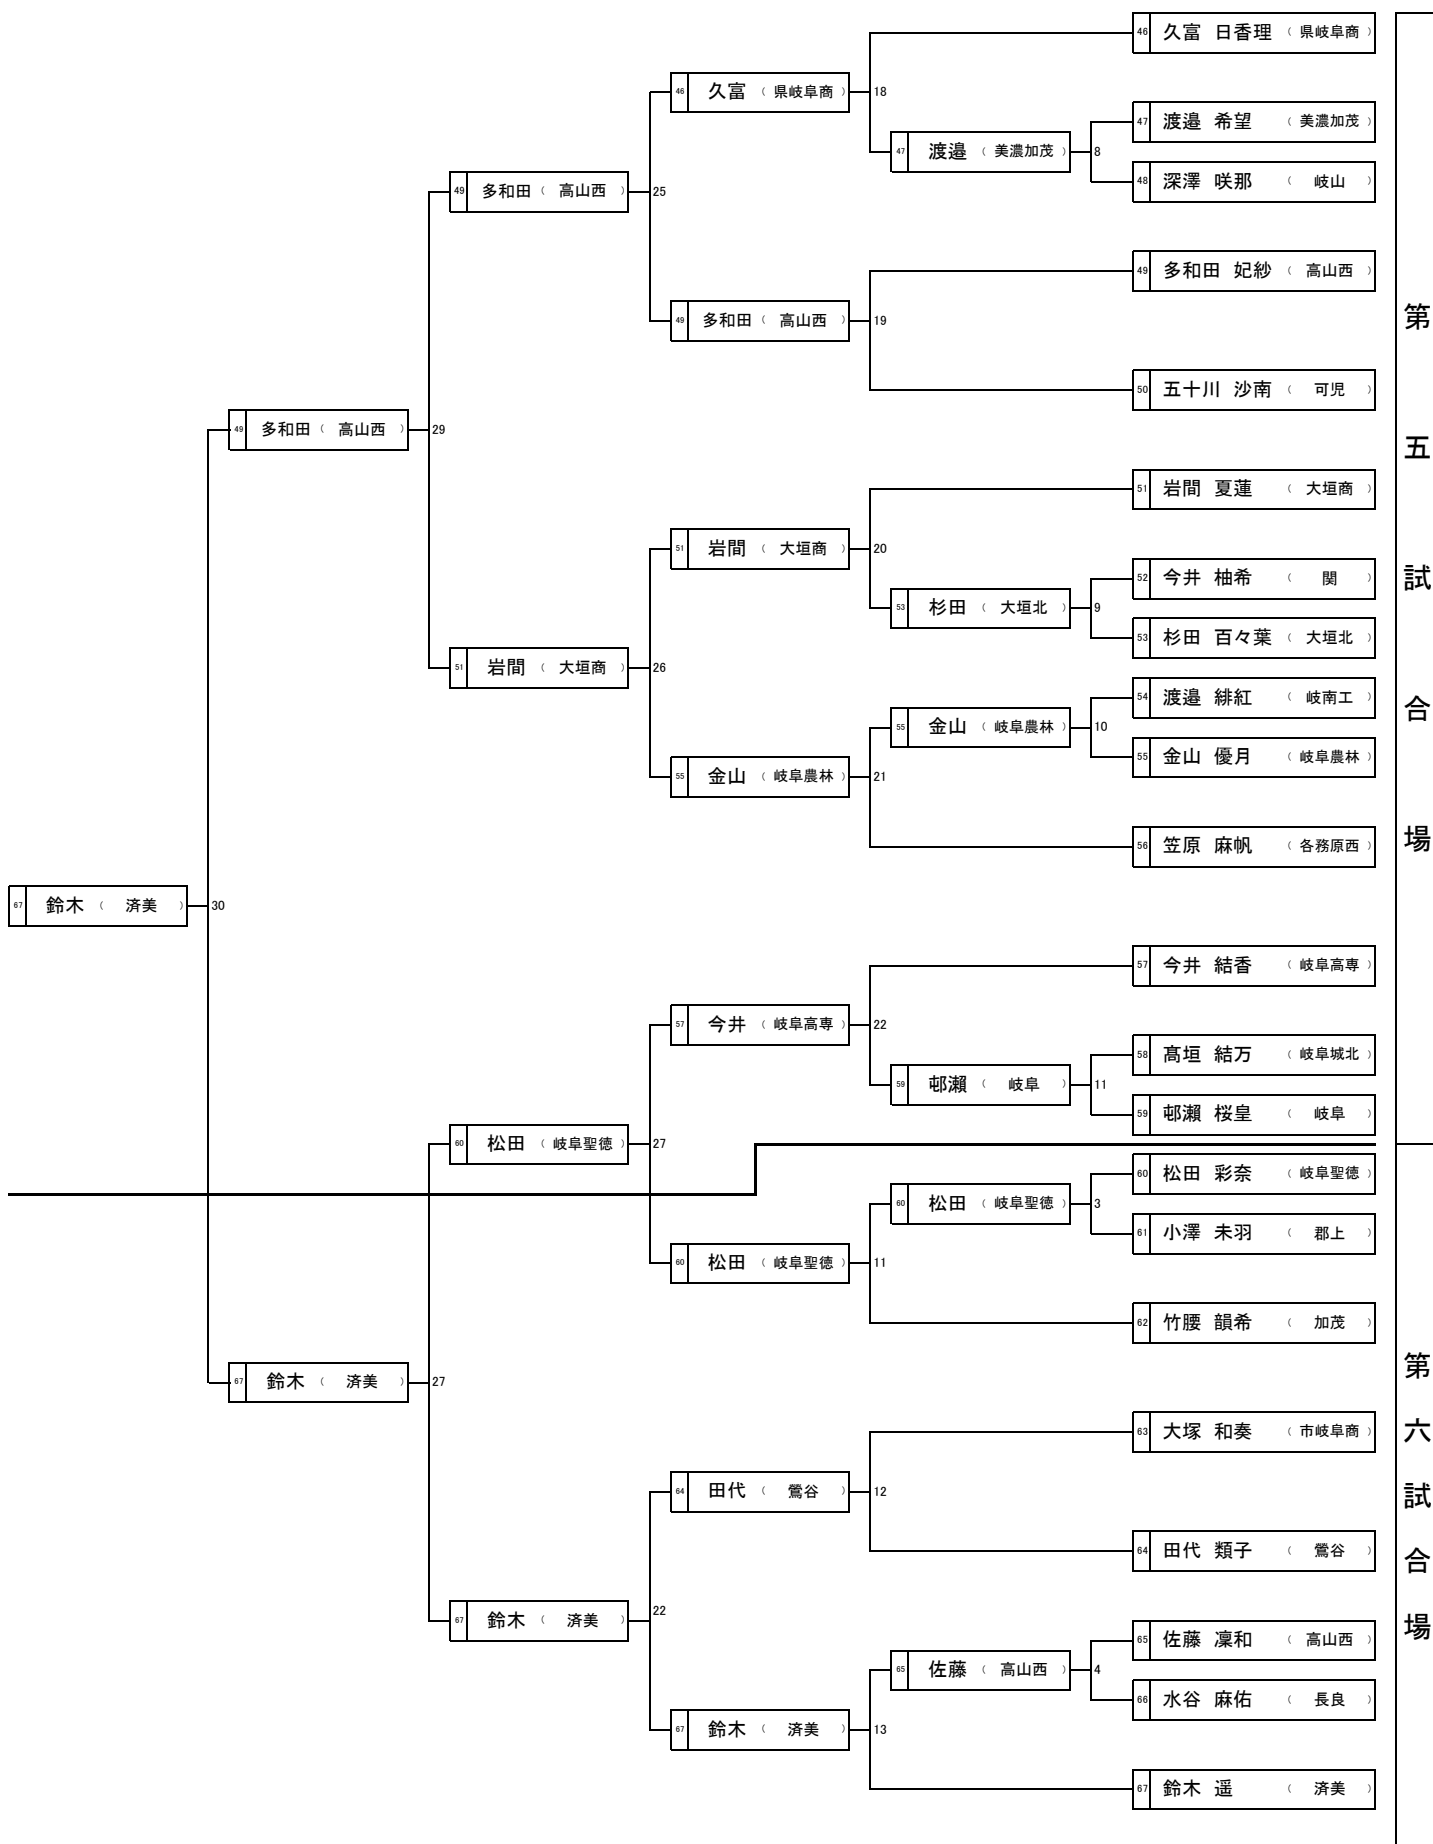 46 久富 日香理 （ 県岐阜商 ）
46 久富 （ 県岐阜商 ） 18
47 渡邉 希望 （ 美濃加茂 ）
47 渡邉 （ 美濃加茂 ） 8
48 深澤 咲那 （ 岐山 ）
49 多和田 （ 高山西 ） 25
49 多和田 妃紗 （ 高山西 ）
49 多和田 （ 高山西 ） 19
50 五十川 沙南 （ 可児 ）
49 多和田 （ 高山西 ） 29
51 岩間 夏蓮 （ 大垣商 ）
51 岩間 （ 大垣商 ） 20
52 今井 柚希 （ 関 ）
53 杉田 （ 大垣北 ） 9
53 杉田 百々葉 （ 大垣北 ）
51 岩間 （ 大垣商 ） 26
54 渡邉 緋紅 （ 岐南工 ）
55 金山 （ 岐阜農林 ） 10
55 金山 優月 （ 岐阜農林 ）
55 金山 （ 岐阜農林 ） 21
56 笠原 麻帆 （ 各務原西 ）
67 鈴木 （ 済美 ） 30
57 今井 結香 （ 岐阜高専 ）
57 今井 （ 岐阜高専 ） 22
58 髙垣 結万 （ 岐阜城北 ）
59 邨瀬 （ 岐阜 ） 11
59 邨瀬 桜皇 （ 岐阜 ）
60 松田 （ 岐阜聖徳 ） 27
60 松田 彩奈 （ 岐阜聖徳 ）
60 松田 （ 岐阜聖徳 ） 3
61 小澤 未羽 （ 郡上 ）
60 松田 （ 岐阜聖徳 ） 11
62 竹腰 韻希 （ 加茂 ）
67 鈴木 （ 済美 ） 27
63 大塚 和奏 （ 市岐阜商 ）
64 田代 （ 鶯谷 ） 12
64 田代 類子 （ 鶯谷 ）
67 鈴木 （ 済美 ） 22
65 佐藤 凜和 （ 高山西 ）
65 佐藤 （ 高山西 ） 4
66 水谷 麻佑 （ 長良 ）
67 鈴木 （ 済美 ） 13
67 鈴木 遥 （ 済美 ）
第五試合場
第六試合場